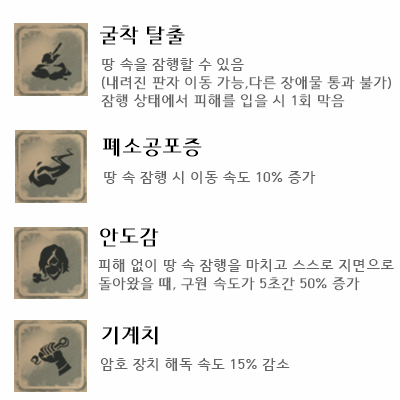 굴착 탈출
땅 속을 잠행할 수 있음
(내려진 판자 이동 가능,다른 장애물 통과 불가)
잠행 상태에서 피해를 입을 시 1회 막음
폐소공포증
땅 속 잠행 시 이동 속도 10% 증가
안도감
피해 없이 땅 속 잠행을 마치고 스스로 지면으로
돌아왔을 때, 구원 속도가 5초간 50% 증가
기계치
암호 장치 해독 속도 15% 감소